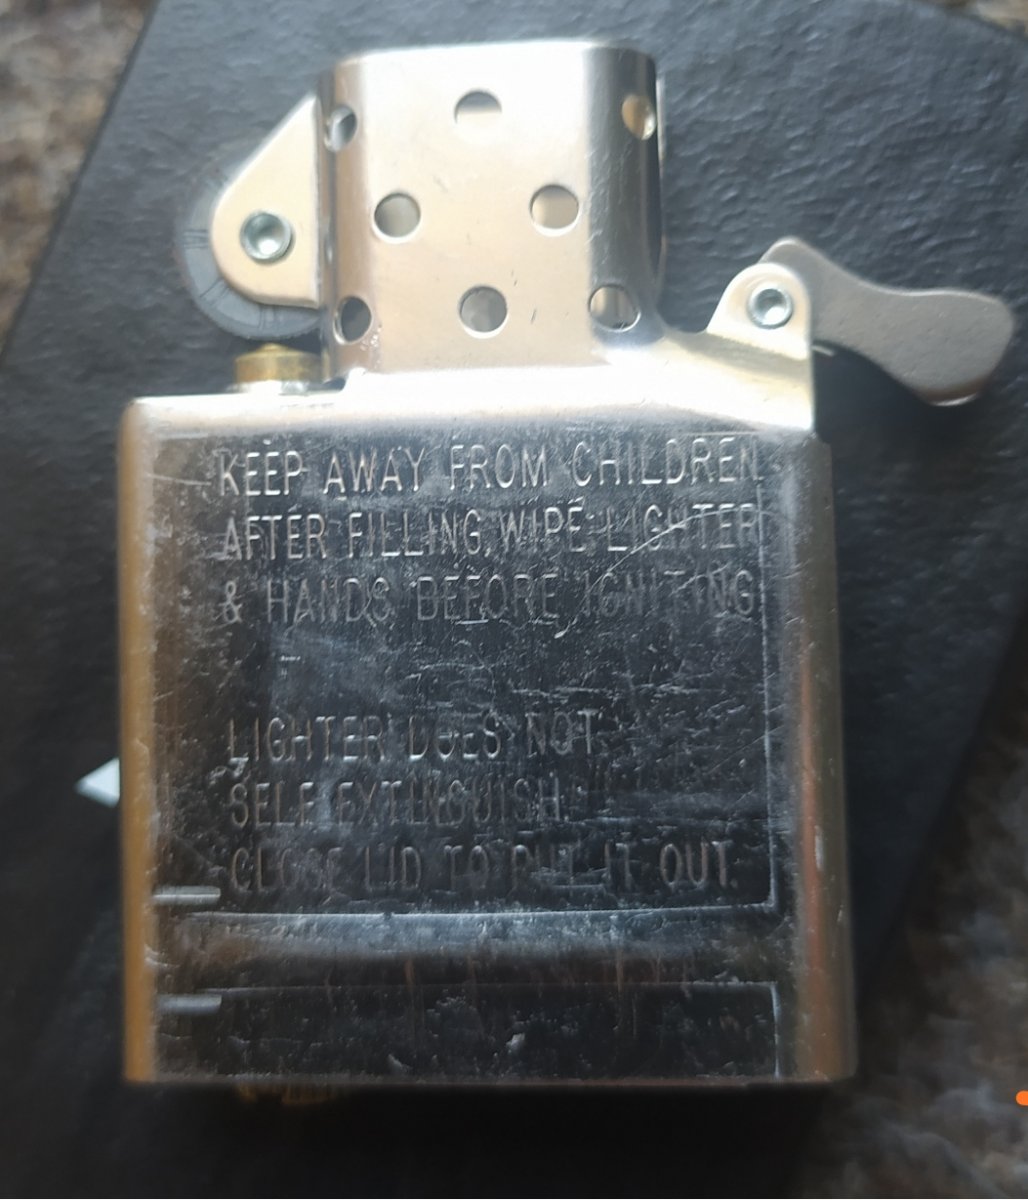 KEEP AWAY FROM CHILDREN.
AFTER FILLING, WIPE LIGHTER
& HANDS BEFORE IGNITING.
LIGHTER DOES NOT
SELF EXTINGUISH.
CLOSE LID TO PUT IT OUT.